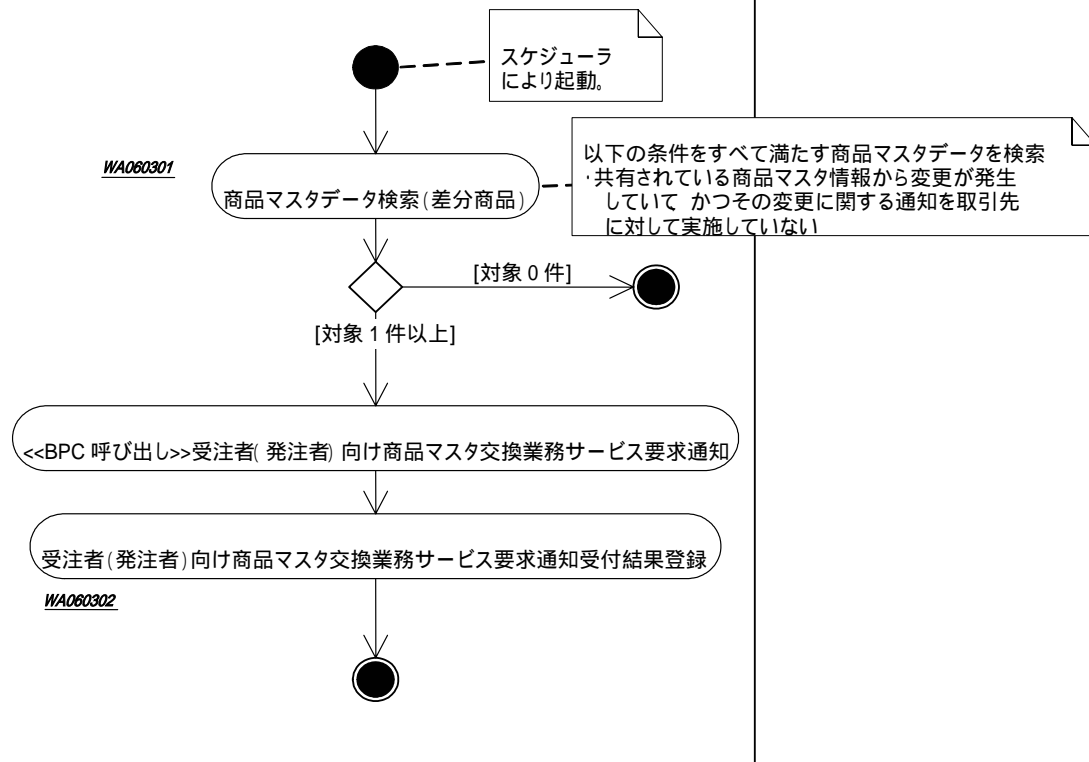 スケジューラ
により起動。
WA060301
商品マスタデータ検索(差分商品)
以下の条件をすべて満たす商品マスタデータを検索
・共有されている商品マスタ情報から変更が発生
していて かつその変更に関する通知を取引先
に対して実施していない
[対象0件]
[対象1件以上]
<<BPC呼び出し>>受注者(発注者)向け商品マスタ交換業務サービス要求通知
受注者(発注者)向け商品マスタ交換業務サービス要求通知受付結果登録
WA060302